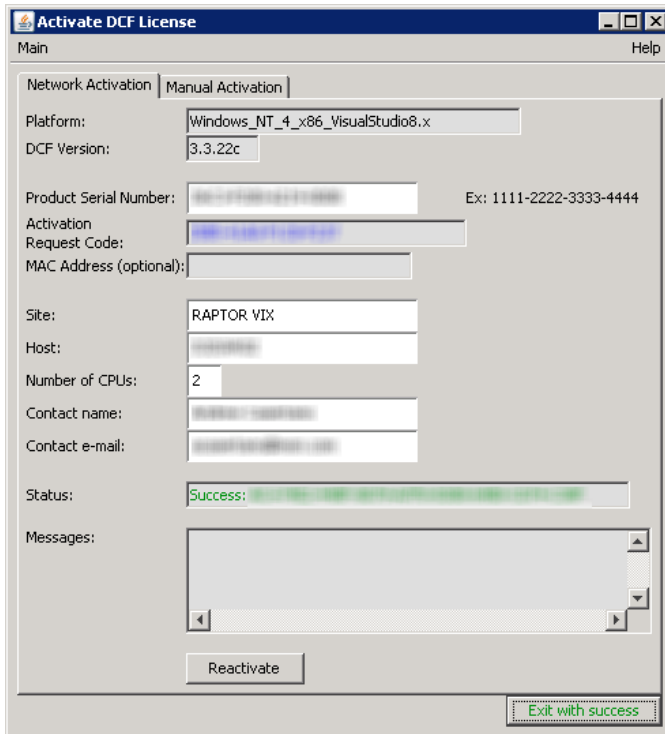 Activate DCF License
Main Help
Network Activation Manual Activation
Platform: Windows_NT_4_x86_VisualStudio8.x
DCF Version: 3.3.22c
Product Serial Number: Ex: 1111-2222-3333-4444
Activation
Request Code:
MAC Address (optional):
Site: RAPTOR VIX
Host:
Number of CPUs: 2
Contact name:
Contact e-mail:
Status: Success:
Messages:
Reactivate
Exit with success